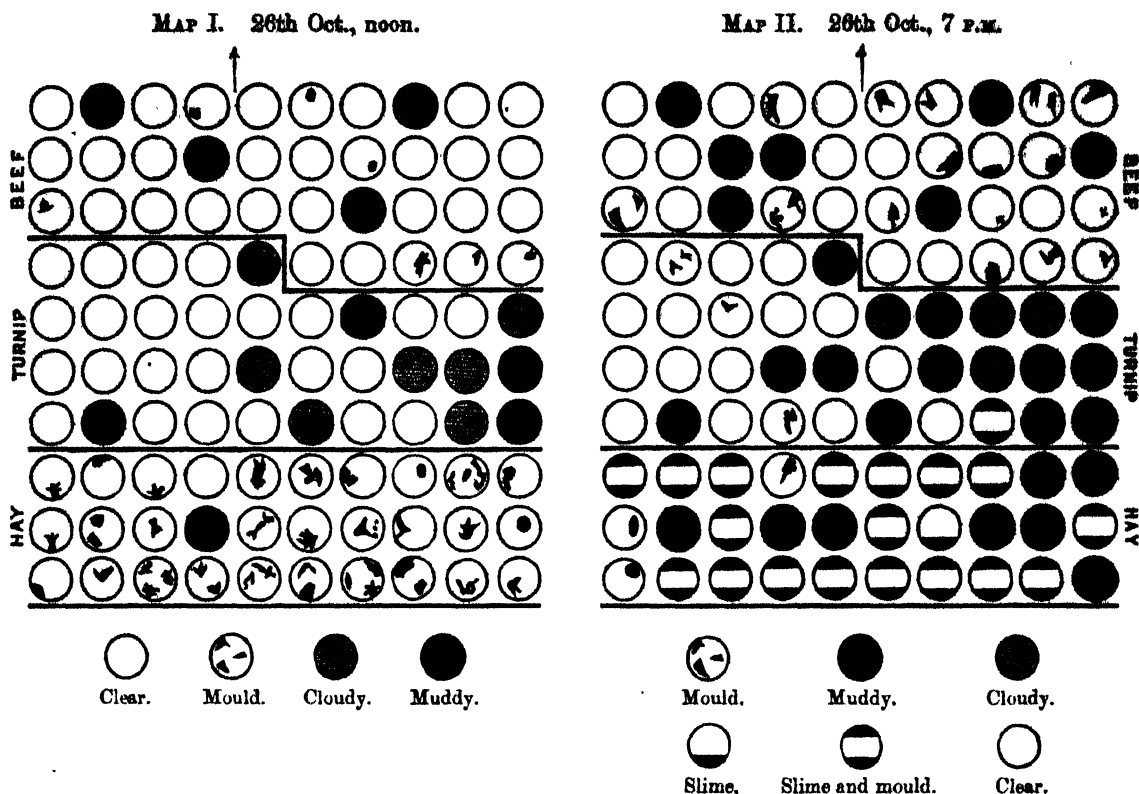 MAP I. 26th Oct., noon.
BEEF
TURNIP
HAY
Clear. Mould. Cloudy. Muddy.
MAP II. 26th Oct., 7 P.M.
BEEF
TURNIP
HAY
Mould. Muddy. Cloudy.
Slime. Slime and mould. Clear.